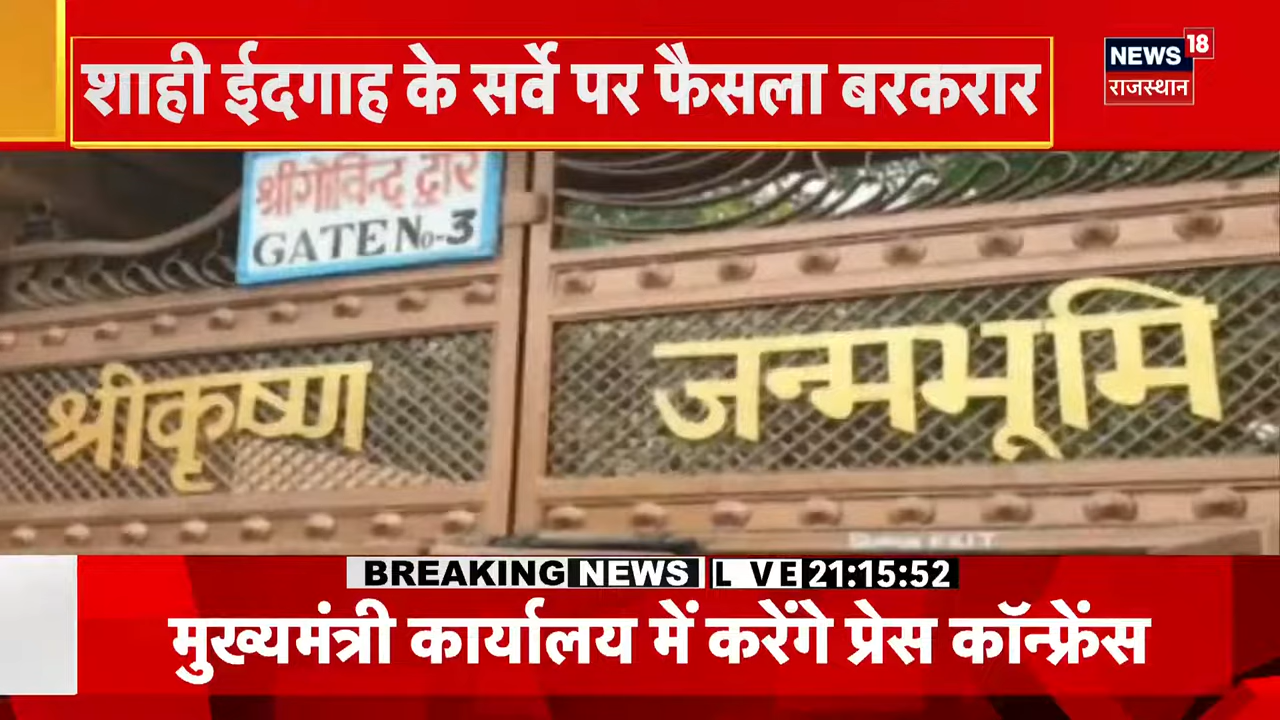 शाही ईदगाह के सर्वे पर फैसला बरकरार
NEWS 18
राजस्थान
श्रीगोविन्द द्वार
GATE No-3
श्रीकृष्ण जन्मभूमि
BREAKING NEWS L VE 21:15:52
मुख्यमंत्री कार्यालय में करेंगे प्रेस कॉन्फ्रेंस